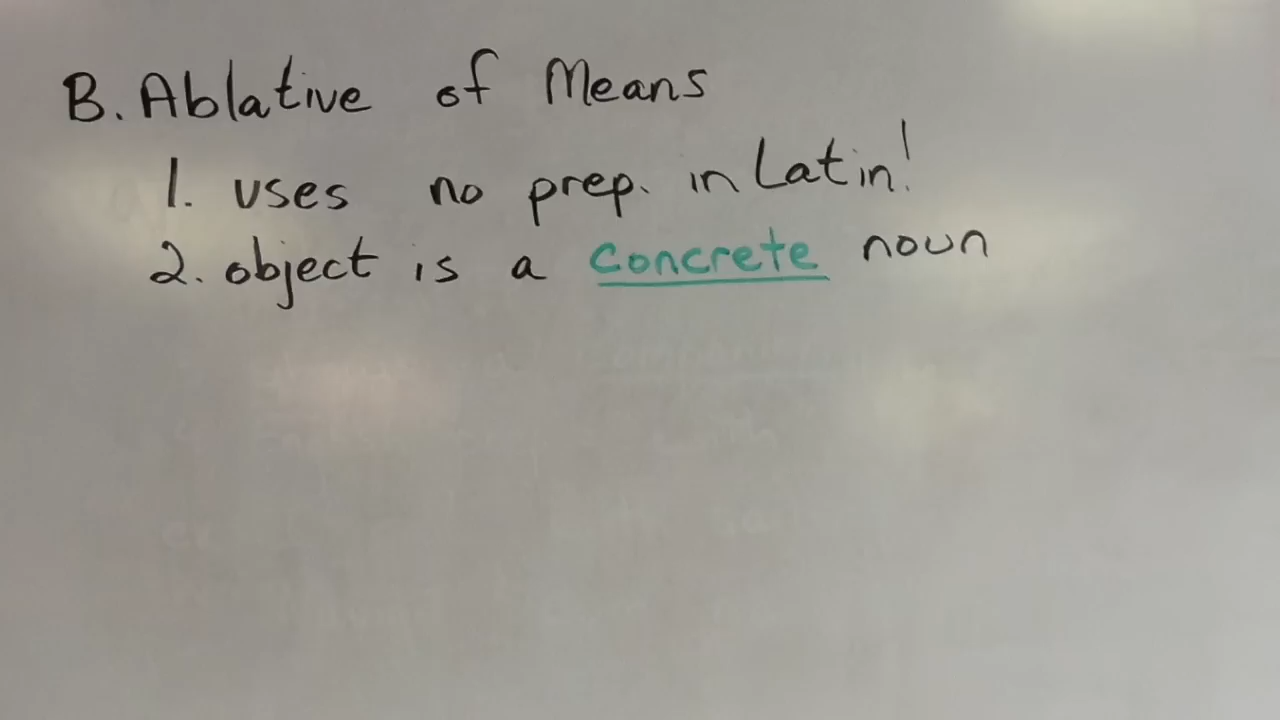 B. Ablative of Means
1. uses no prep. in Latin!
2. object is a concrete noun